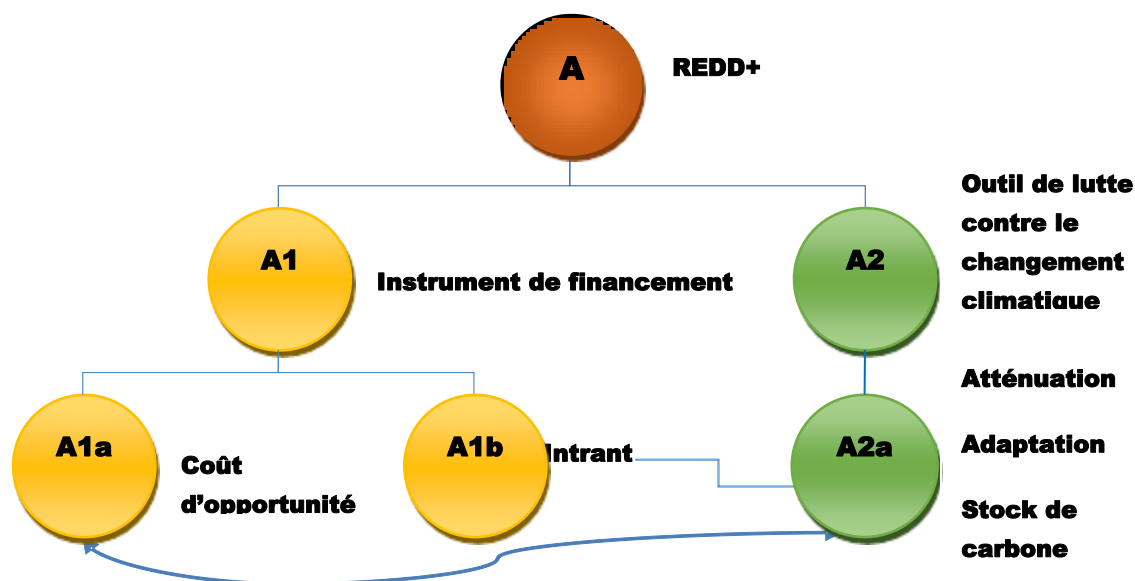 A
REDD+
A1
Instrument de financement
A2
Outil de lutte
contre le
changement
climatique
A1a
Coût
d’opportunité
A1b
Intrant
A2a
Atténuation
Adaptation
Stock de
carbone